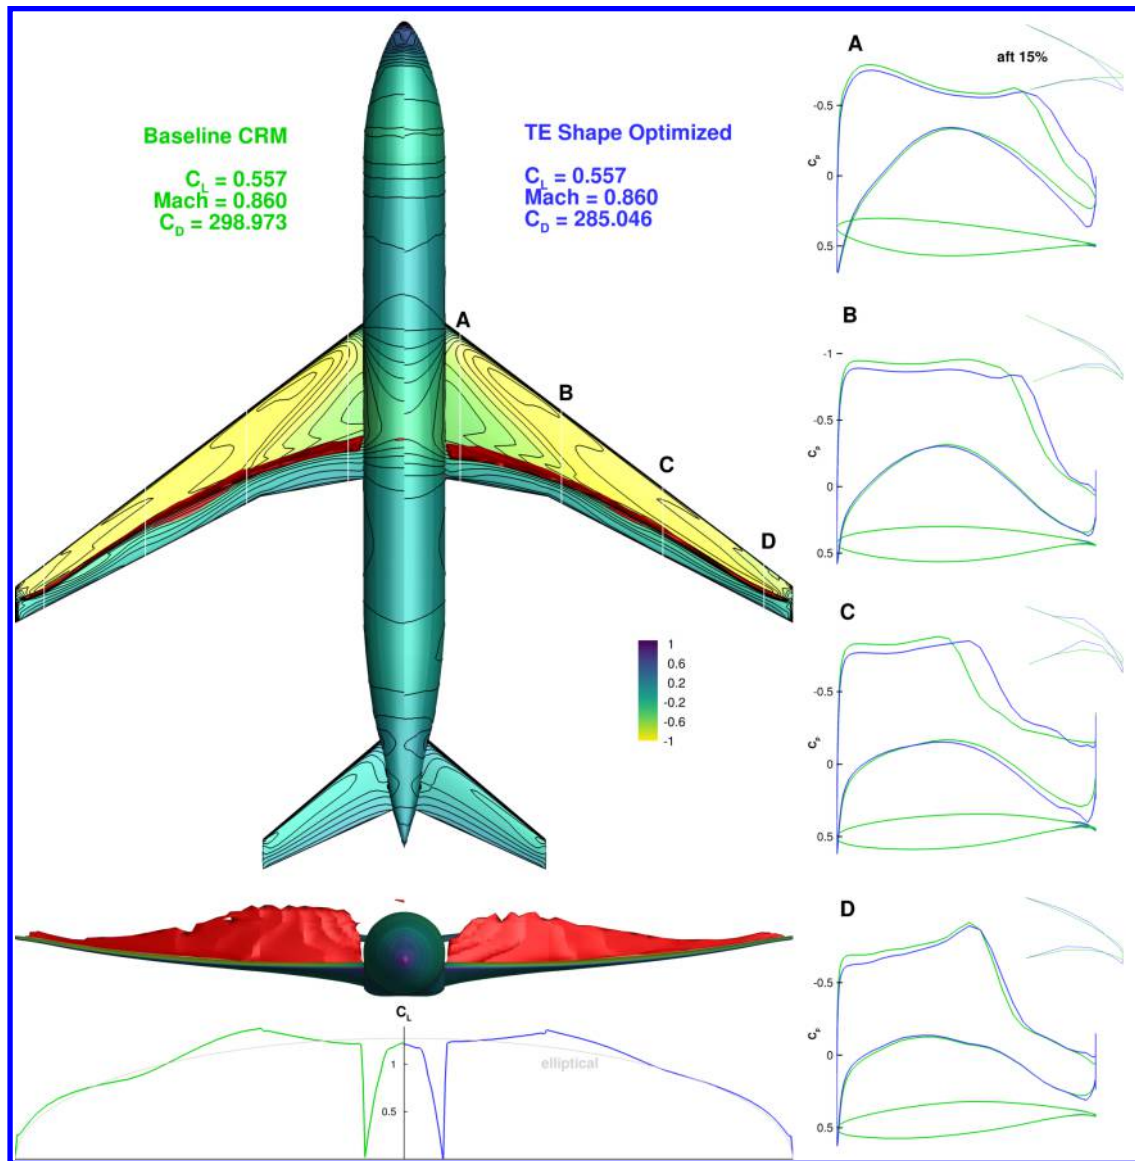 Baseline CRM
C_L = 0.557
Mach = 0.860
C_D = 298.973
TE Shape Optimized
C_L = 0.557
Mach = 0.860
C_D = 285.046
A
B
C
D
1
0.6
0.2
-0.2
-0.6
-1
C_L
1
0.5
elliptical
A
aft 15%
-0.5
0
0.5
C_p
B
-1
-0.5
0
0.5
C_p
C
-0.5
0
0.5
C_p
D
-0.5
0
0.5
C_p